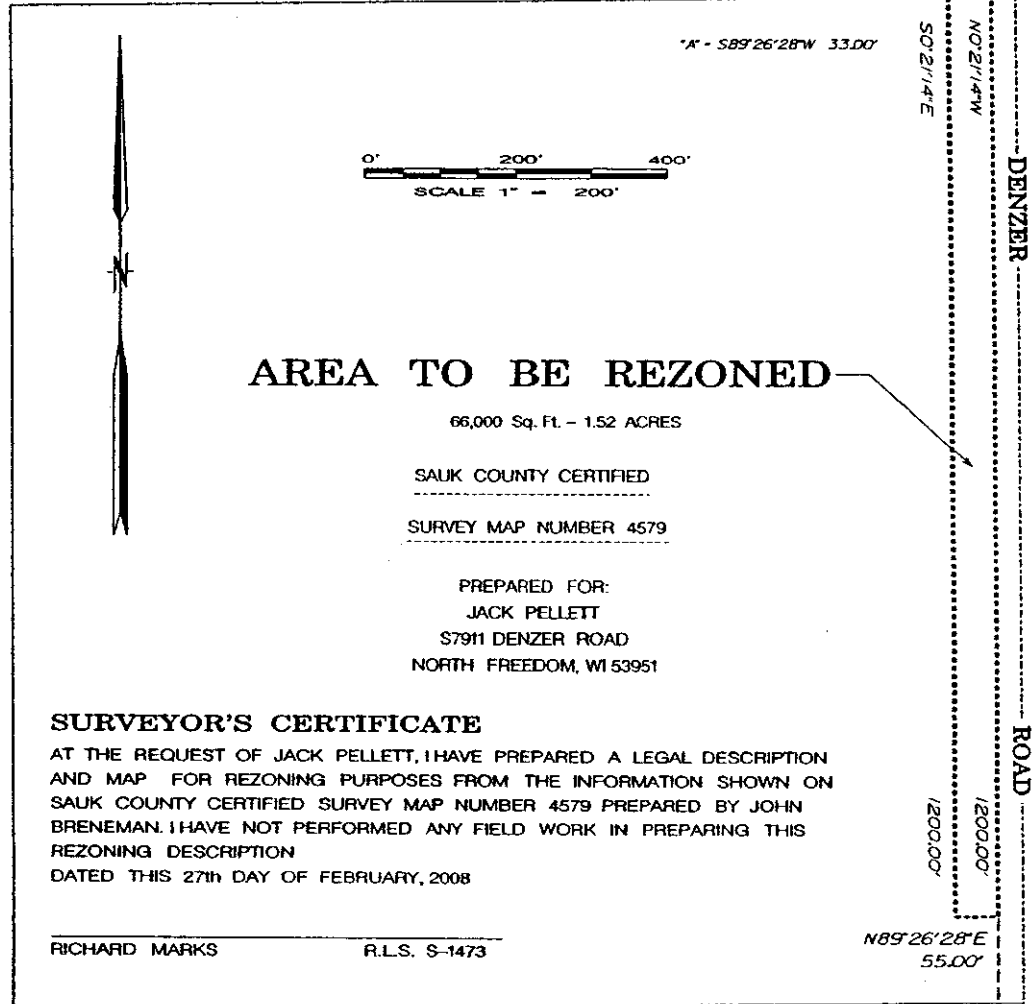 "A" - S89°26'28"W 33.00'
S0°21'14"E
N0°21'14"W
DENZER
0' 200' 400'
SCALE 1" = 200'
N
AREA TO BE REZONED
66,000 Sq. Ft. - 1.52 ACRES
SAUK COUNTY CERTIFIED
SURVEY MAP NUMBER 4579
PREPARED FOR:
JACK PELLETT
S7911 DENZER ROAD
NORTH FREEDOM, WI 53951
SURVEYOR'S CERTIFICATE
AT THE REQUEST OF JACK PELLETT, I HAVE PREPARED A LEGAL DESCRIPTION
AND MAP FOR REZONING PURPOSES FROM THE INFORMATION SHOWN ON
SAUK COUNTY CERTIFIED SURVEY MAP NUMBER 4579 PREPARED BY JOHN
BRENEMAN. I HAVE NOT PERFORMED ANY FIELD WORK IN PREPARING THIS
REZONING DESCRIPTION
DATED THIS 27th DAY OF FEBRUARY, 2008
ROAD
1200.00'
1200.00'
RICHARD MARKS R.L.S. S-1473
N89°26'28"E
55.00'